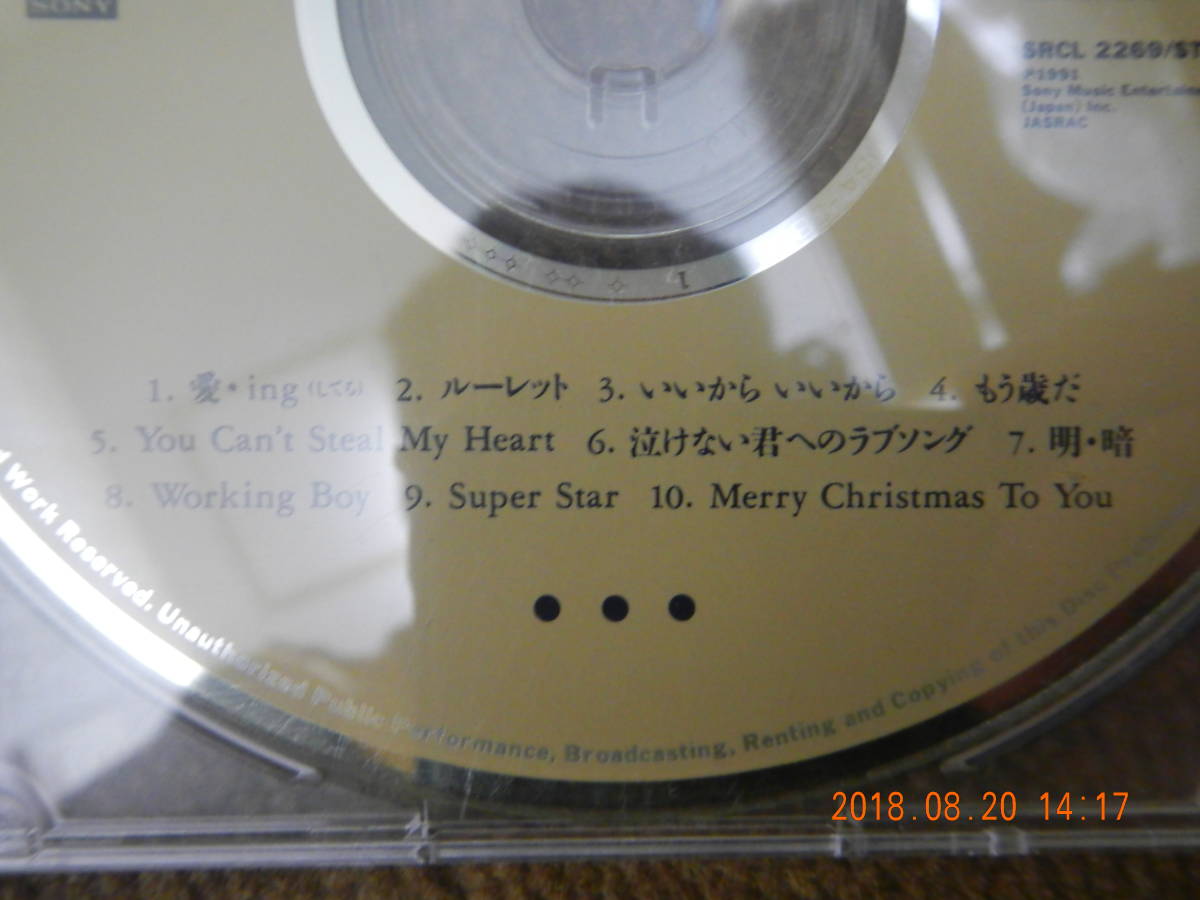 SONY
SRCL 2269/ST
℗1991
Sony Music Entertainme
(Japan) Inc.
JASRAC
1
1. 愛・ing(してる) 2. ルーレット 3. いいから いいから 4. もう歳だ
5. You Can't Steal My Heart 6. 泣けない君へのラブソング 7. 明・暗
8. Working Boy 9. Super Star 10. Merry Christmas To You
d Work Reserved. Unauthorized Public Performance, Broadcasting, Renting and Copying of this Disc
2018.08.20 14:17